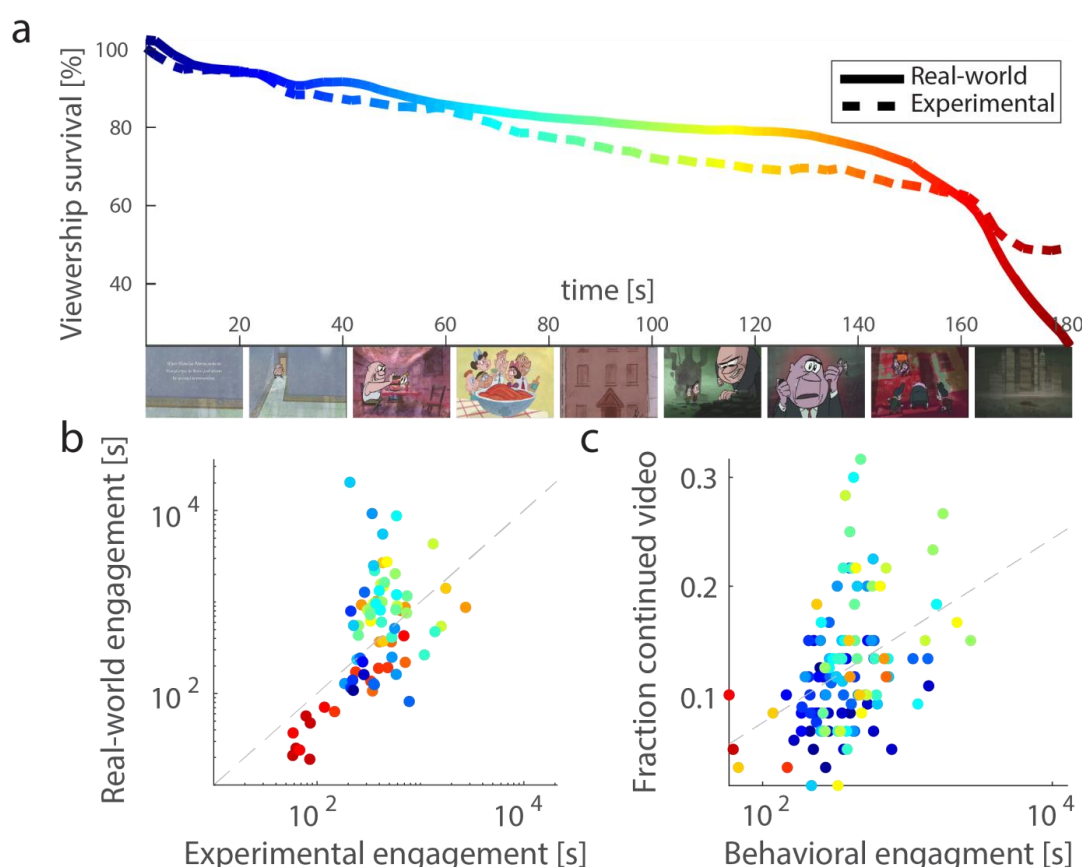 a
Viewership survival [%]
100
80
60
40
Real-world
Experimental
time [s]
20 40 60 80 100 120 140 160 180
b
Real-world engagement [s]
10^4
10^2
10^2 10^4
Experimental engagement [s]
c
Fraction continued video
0.3
0.2
0.1
10^2 10^4
Behavioral engagment [s]